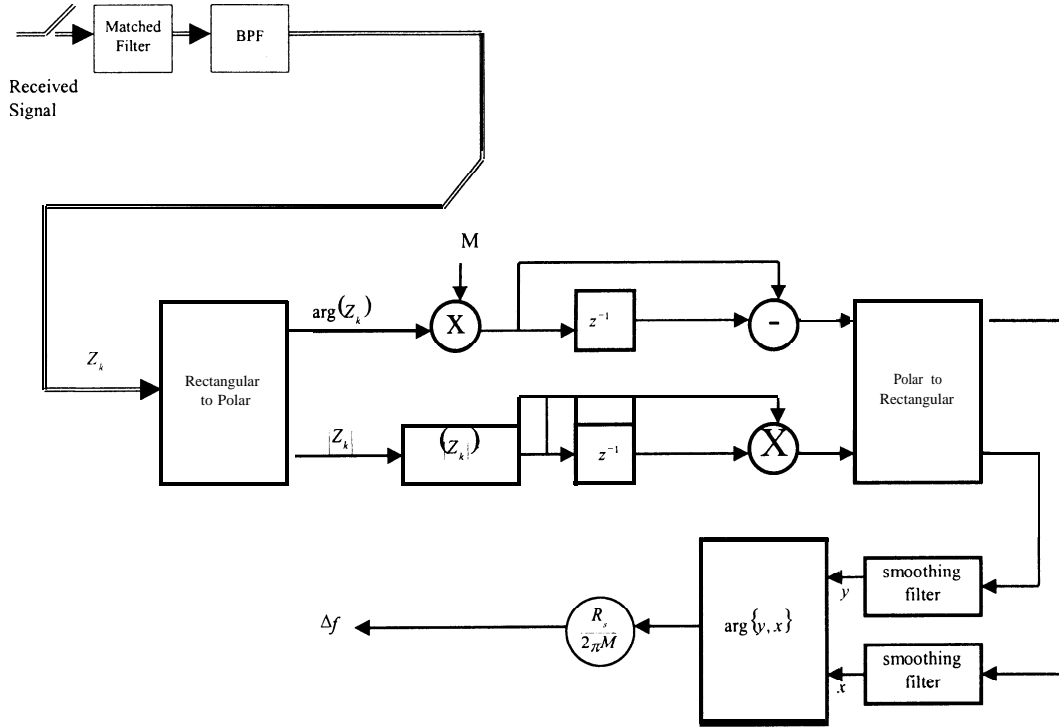 Matched
Filter
BPF
Received
Signal
M
arg(Z_k)
X
z^{-1}
-
Z_k
Rectangular
to Polar
Polar to
Rectangular
|Z_k|
(|Z_k|)
z^{-1}
X
smoothing
filter
y
Δf
R_s
2πM
arg{y, x}
smoothing
filter
x